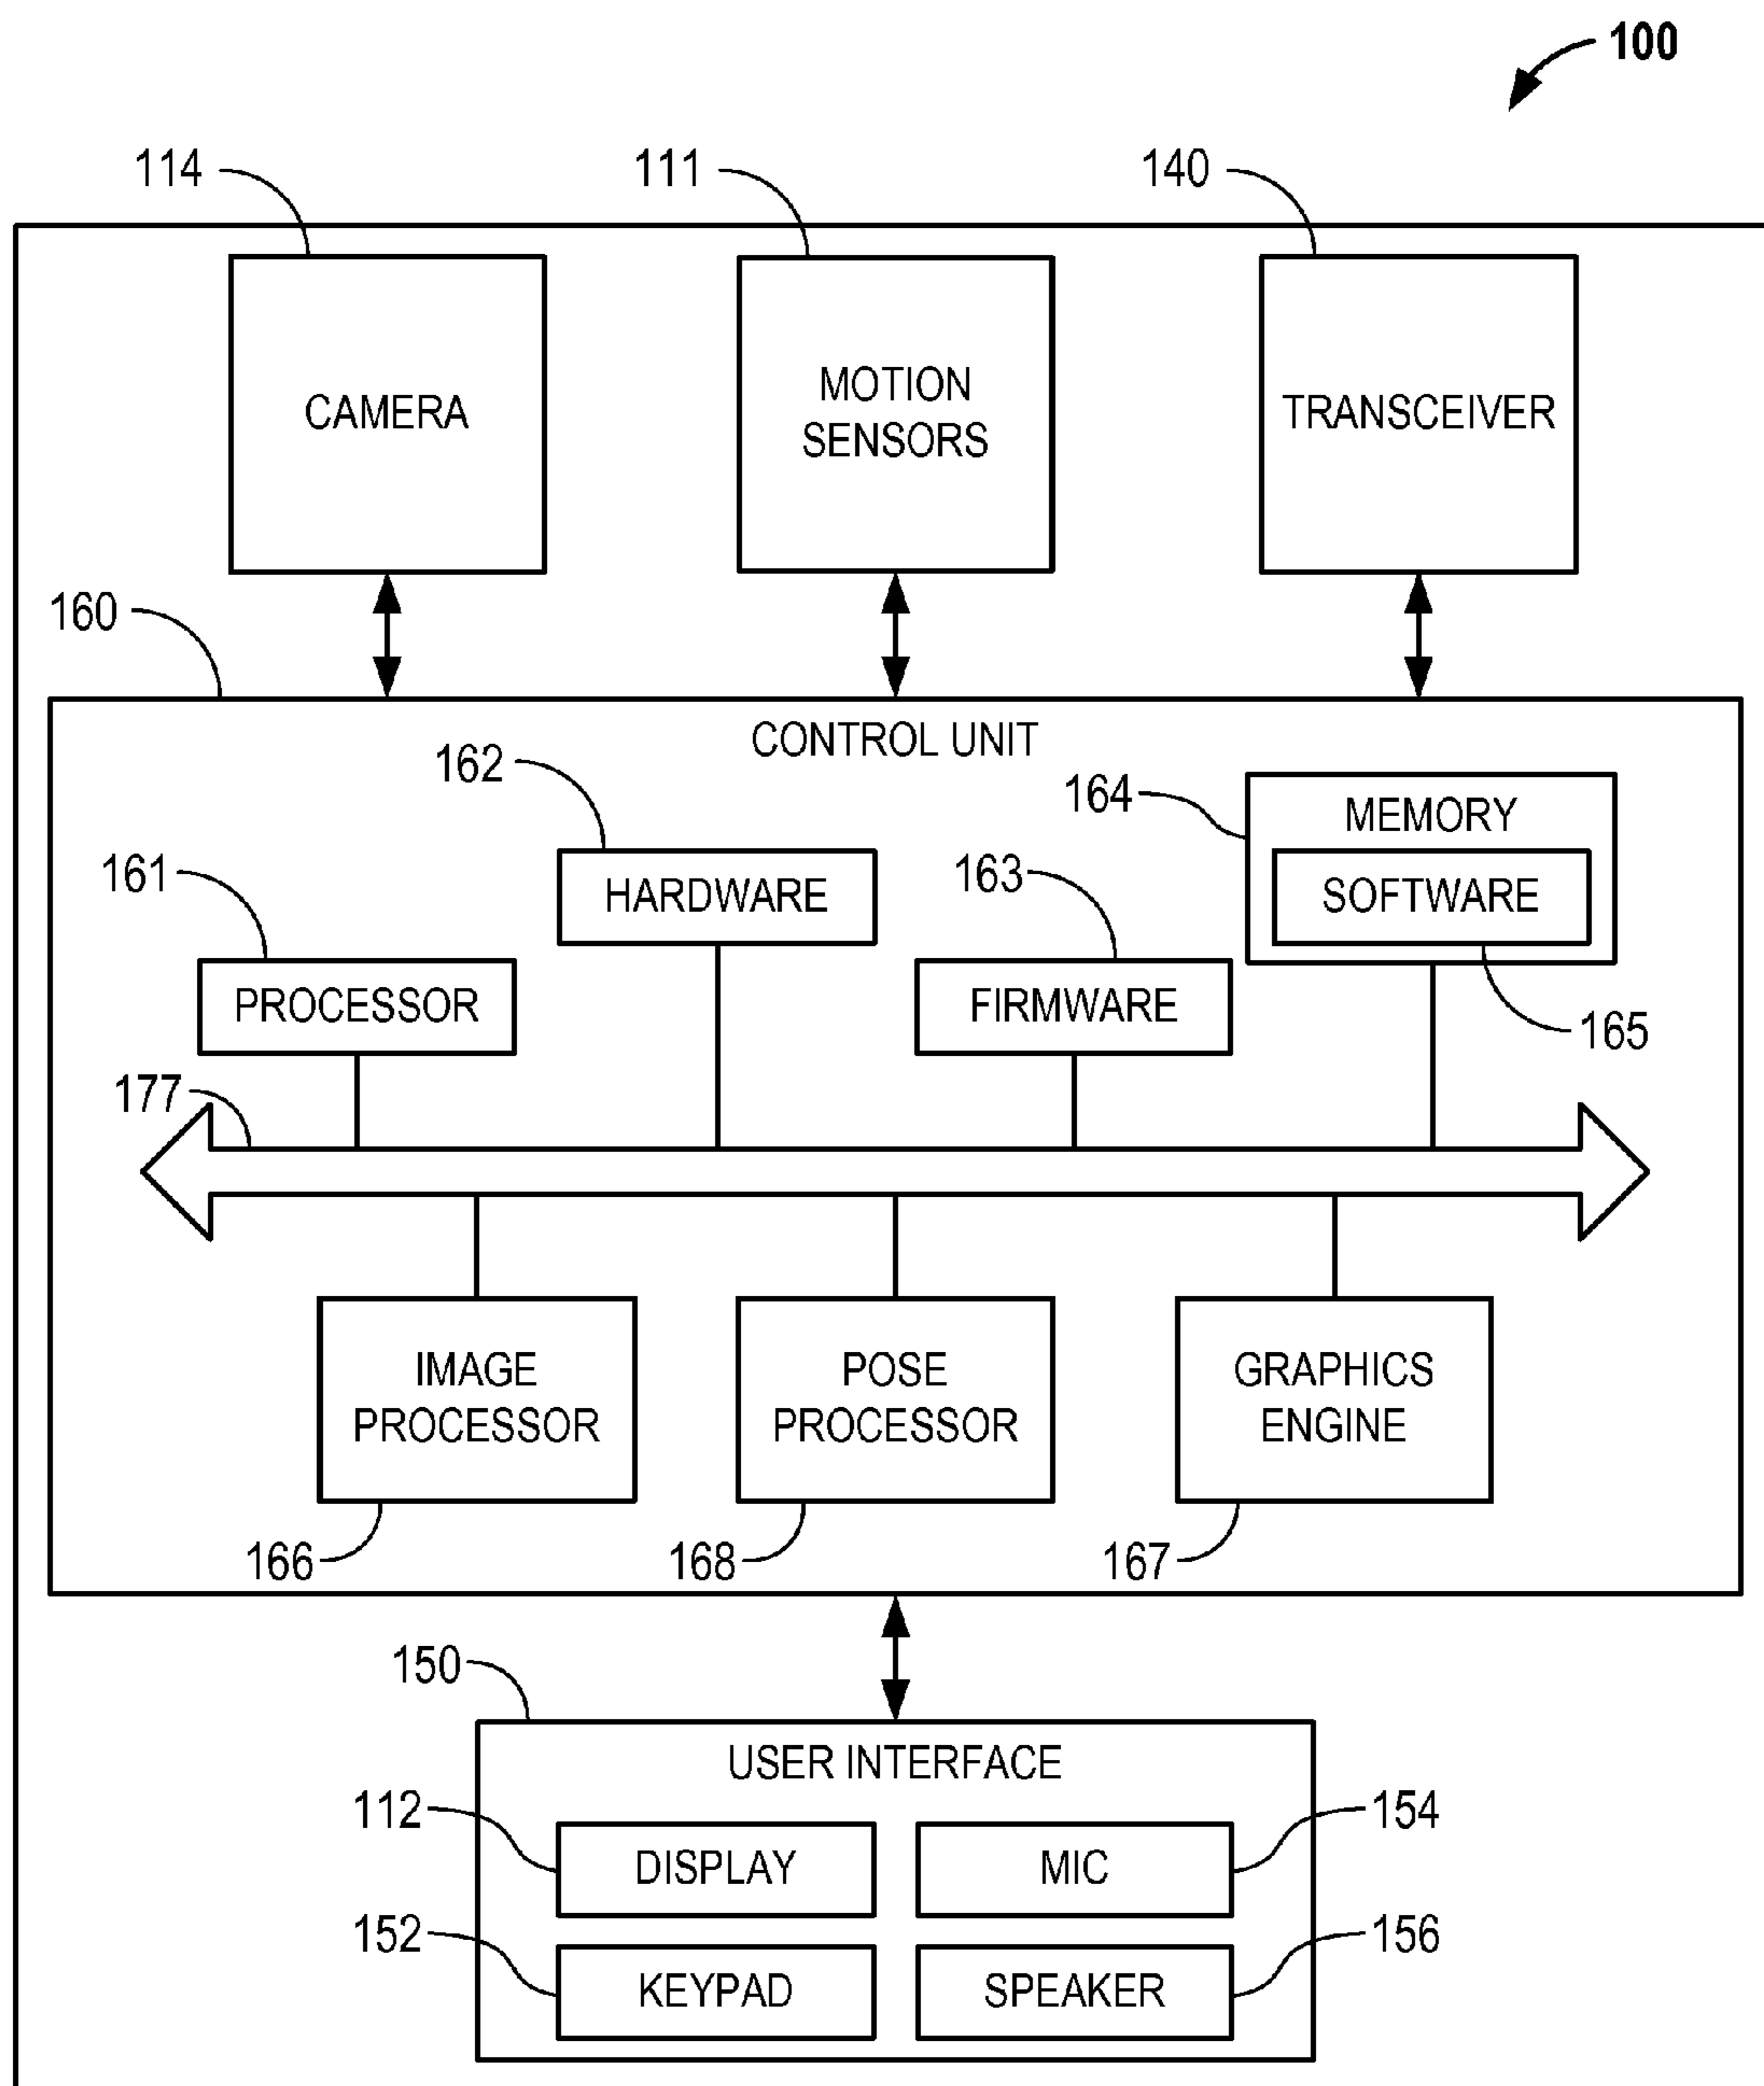 100
114
111
140
CAMERA
MOTION
SENSORS
TRANSCEIVER
160
CONTROL UNIT
162
164
MEMORY
161
HARDWARE
163
SOFTWARE
PROCESSOR
FIRMWARE
165
177
IMAGE
PROCESSOR
POSE
PROCESSOR
GRAPHICS
ENGINE
166
168
167
150
USER INTERFACE
112
DISPLAY
MIC
154
152
KEYPAD
SPEAKER
156